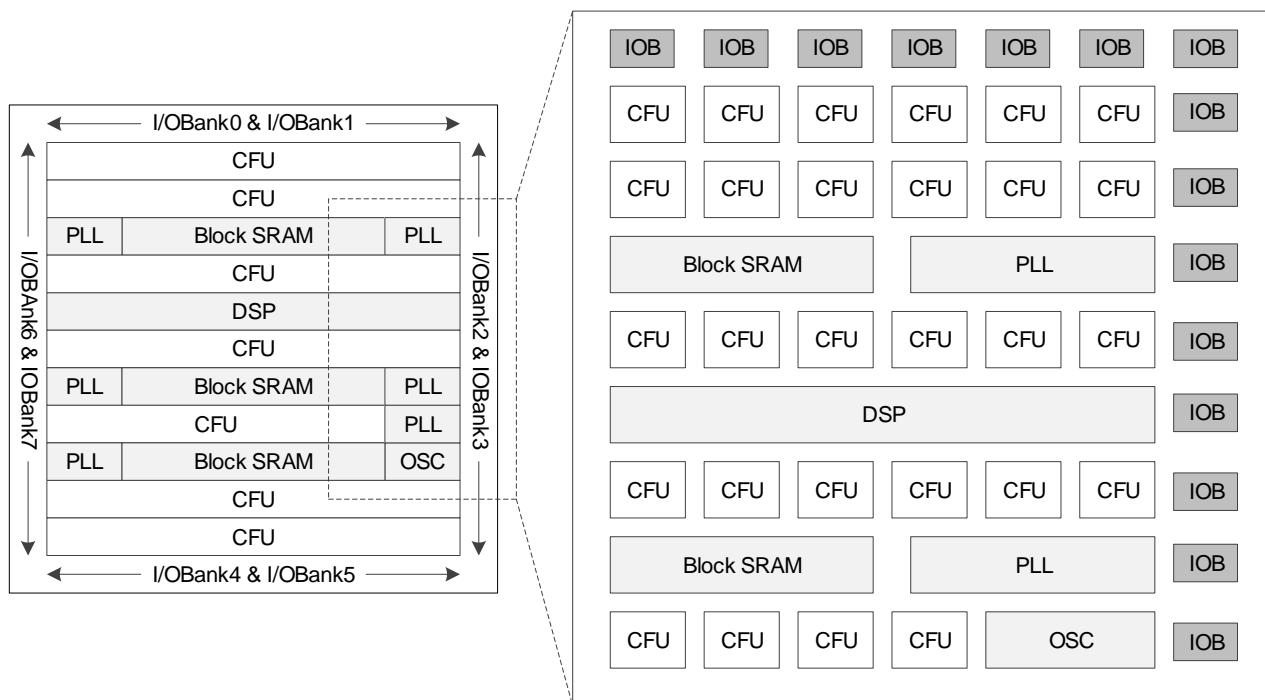 I/OBank0 & I/OBank1
CFU
CFU
PLL Block SRAM PLL
CFU
DSP
CFU
PLL Block SRAM PLL
CFU PLL
PLL Block SRAM OSC
CFU
CFU
I/OBank4 & I/OBank5
I/OBAnk6 & IOBank7
I/OBank2 & IOBank3
IOB IOB IOB IOB IOB IOB IOB
CFU CFU CFU CFU CFU CFU IOB
CFU CFU CFU CFU CFU CFU IOB
Block SRAM PLL IOB
CFU CFU CFU CFU CFU CFU IOB
DSP IOB
CFU CFU CFU CFU CFU CFU IOB
Block SRAM PLL IOB
CFU CFU CFU CFU OSC IOB